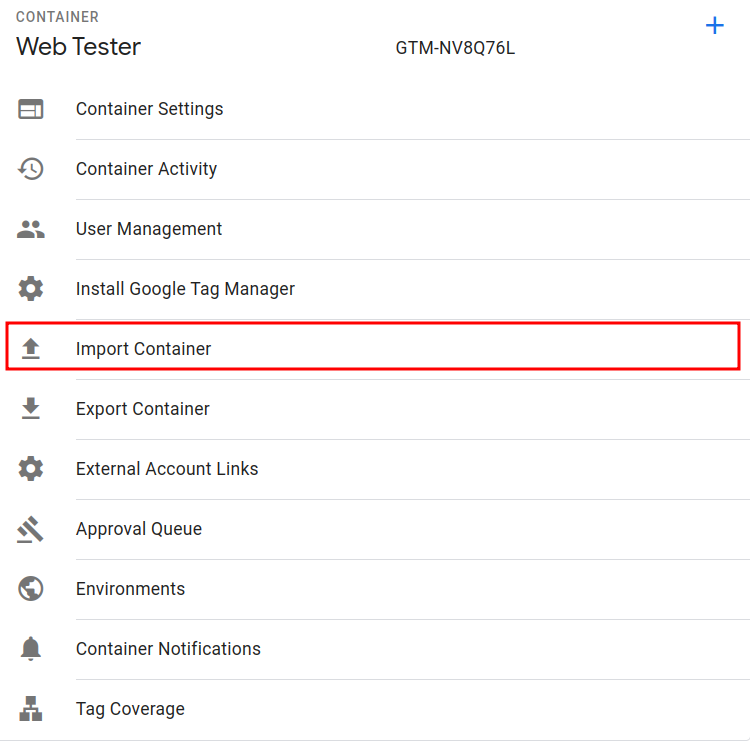 CONTAINER
Web Tester GTM-NV8Q76L
Container Settings
Container Activity
User Management
Install Google Tag Manager
Import Container
Export Container
External Account Links
Approval Queue
Environments
Container Notifications
Tag Coverage